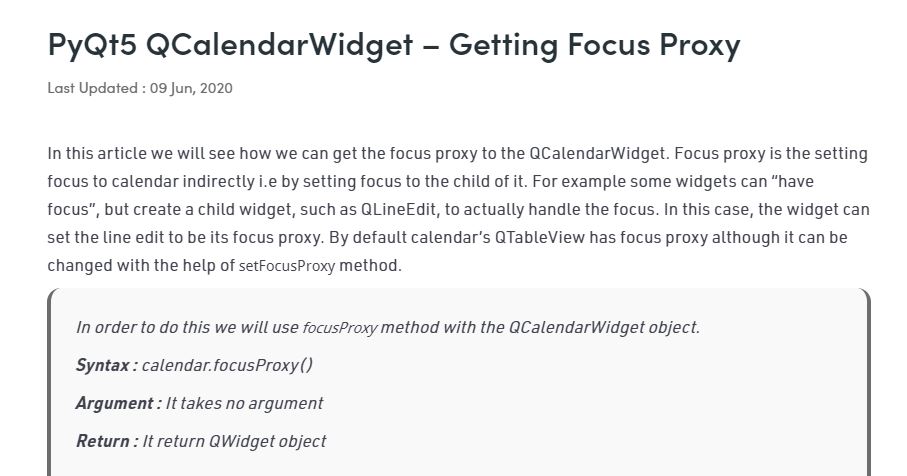 PyQt5 QCalendarWidget – Getting Focus Proxy
Last Updated : 09 Jun, 2020
In this article we will see how we can get the focus proxy to the QCalendarWidget. Focus proxy is the setting
focus to calendar indirectly i.e by setting focus to the child of it. For example some widgets can “have
focus”, but create a child widget, such as QLineEdit, to actually handle the focus. In this case, the widget can
set the line edit to be its focus proxy. By default calendar’s QTableView has focus proxy although it can be
changed with the help of setFocusProxy method.
In order to do this we will use focusProxy method with the QCalendarWidget object.
Syntax : calendar.focusProxy()
Argument : It takes no argument
Return : It return QWidget object